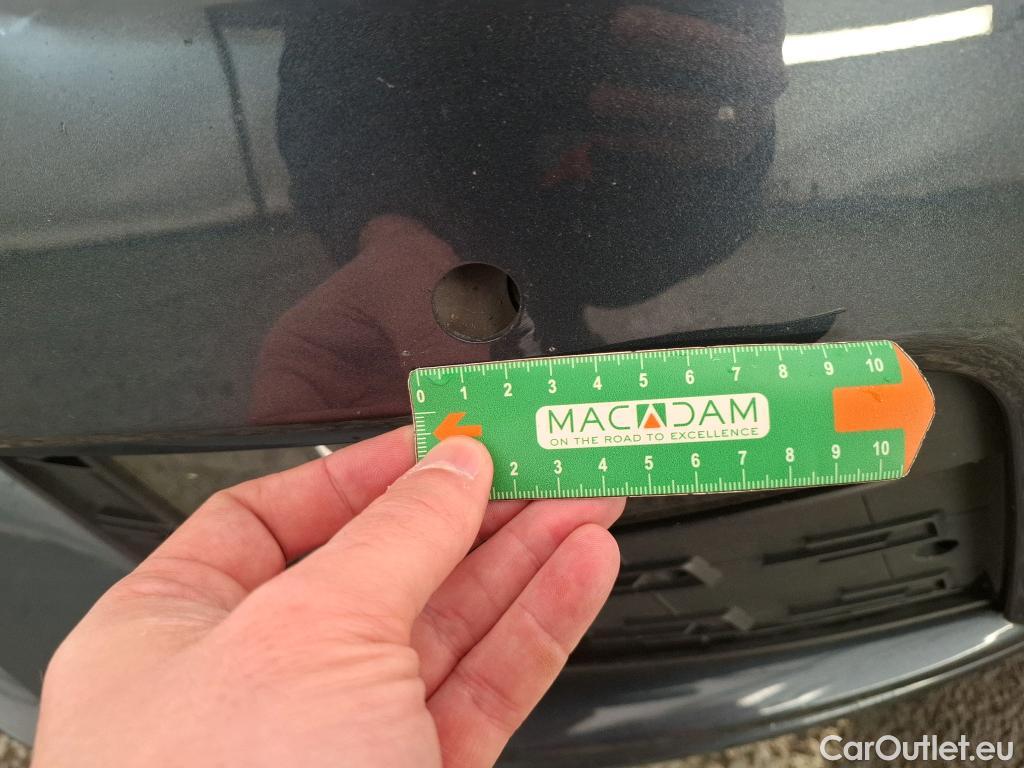 0 1 2 3 4 5 6 7 8 9 10
MACADAM
ON THE ROAD TO EXCELLENCE
2 3 4 5 6 7 8 9 10
CarOutlet.eu